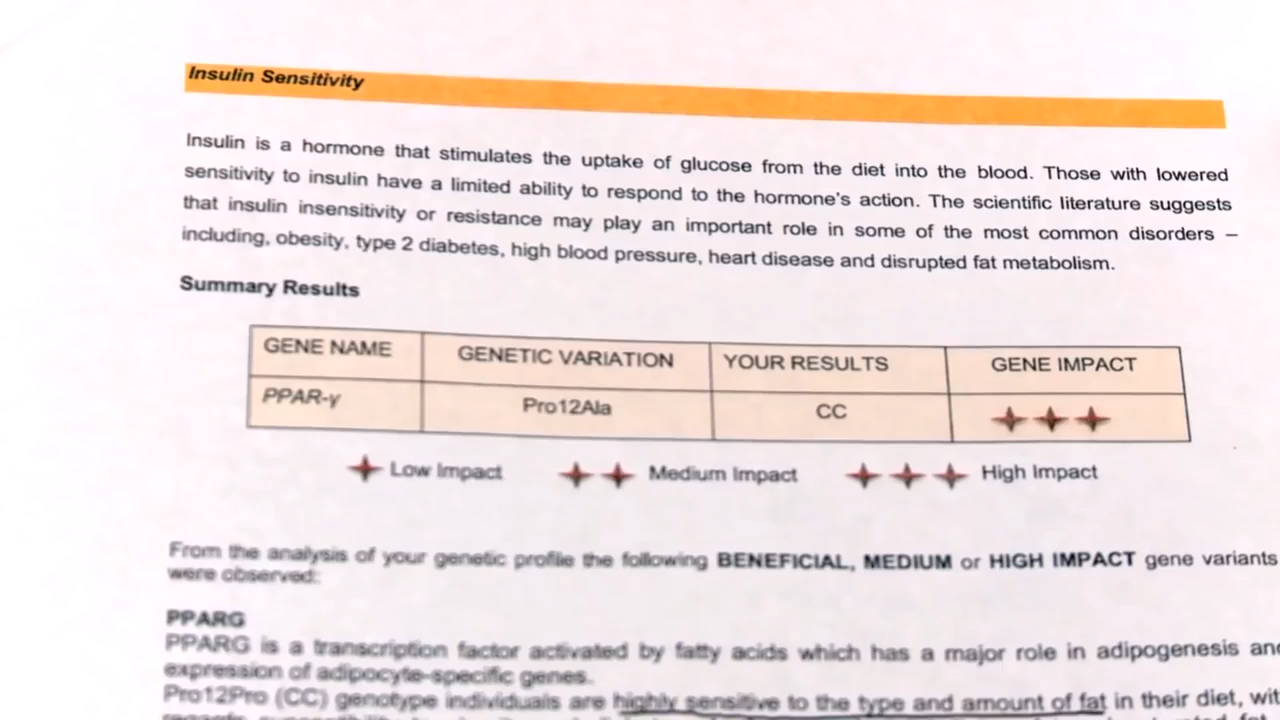 Insulin Sensitivity
Insulin is a hormone that stimulates the uptake of glucose from the diet into the blood. Those with lowered
sensitivity to insulin have a limited ability to respond to the hormone's action. The scientific literature suggests
that insulin insensitivity or resistance may play an important role in some of the most common disorders –
including, obesity, type 2 diabetes, high blood pressure, heart disease and disrupted fat metabolism.
Summary Results
GENE NAME GENETIC VARIATION YOUR RESULTS GENE IMPACT
PPAR-γ Pro12Ala CC
Low Impact Medium Impact High Impact
From the analysis of your genetic profile the following BENEFICIAL, MEDIUM or HIGH IMPACT gene variants
were observed:
PPARG
PPARG is a transcription factor activated by fatty acids which has a major role in adipogenesis and
expression of adipocyte-specific genes.
Pro12Pro (CC) genotype individuals are highly sensitive to the type and amount of fat in their diet,